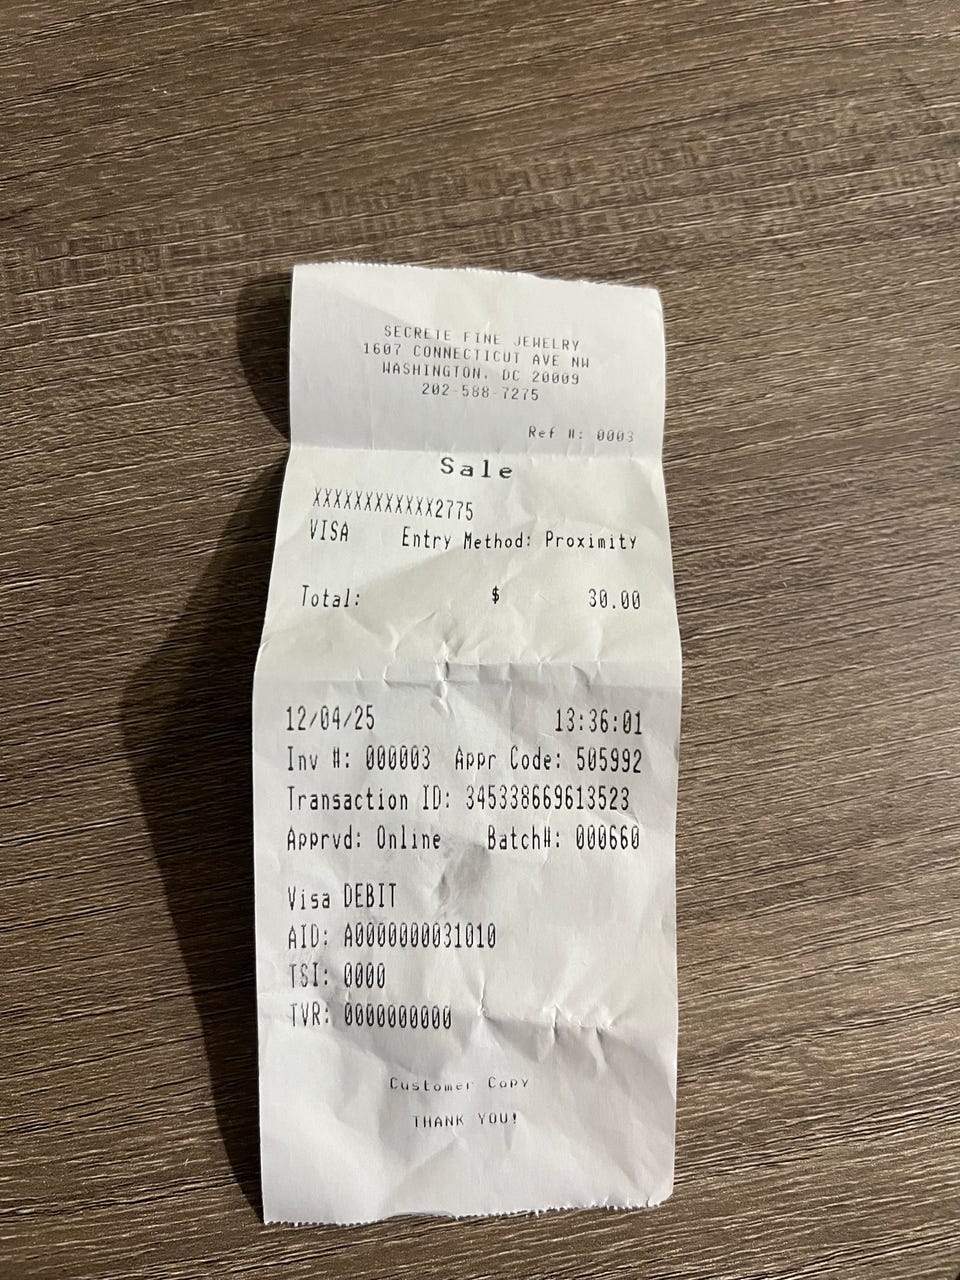 SECRETE FINE JEWELRY
1607 CONNECTICUT AVE NW
WASHINGTON, DC 20009
202-588-7275
Ref #: 0003
Sale
XXXXXXXXXXXX2775
VISA Entry Method: Proximity
Total: $ 30.00
12/04/25 13:36:01
Inv #: 000003 Appr Code: 505992
Transaction ID: 345338669613523
Apprvd: Online Batch#: 000660
Visa DEBIT
AID: A0000000031010
TSI: 0000
TVR: 0000000000
Customer Copy
THANK YOU!